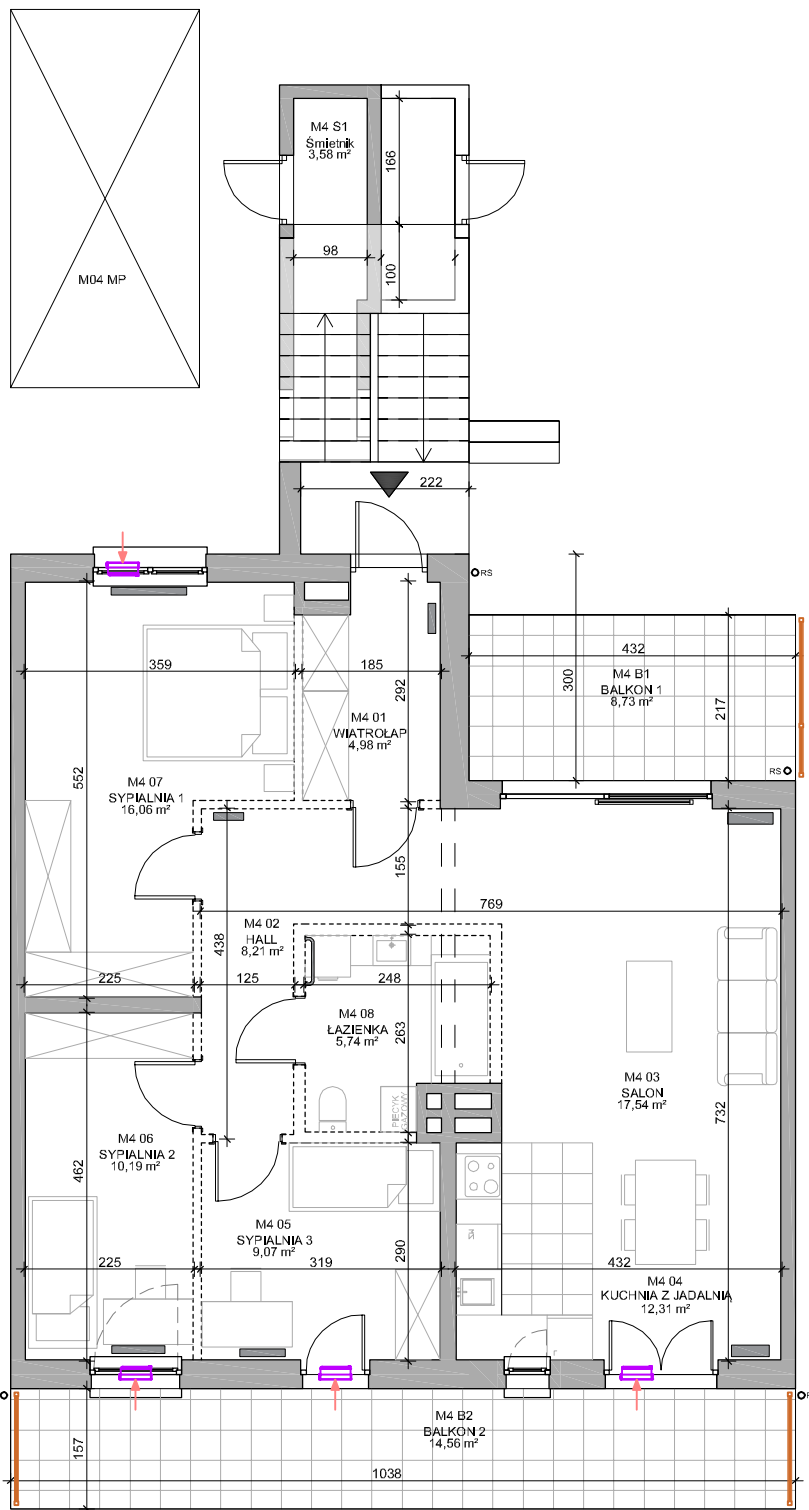 M4 S1
Śmietnik
3,58 m²
166
98
100
M04 MP
222
RS
432
300
217
M4 B1
BALKON 1
8,73 m²
RS
359
185
292
M4 01
WIATROŁAP
4,98 m²
552
M4 07
SYPIALNIA 1
16,06 m²
155
769
M4 02
HALL
8,21 m²
438
225
125
248
M4 08
ŁAZIENKA
5,74 m²
263
M4 03
SALON
17,54 m²
732
PIECYK
GAZOWY
M4 06
SYPIALNIA 2
10,19 m²
462
M4 05
SYPIALNIA 3
9,07 m²
290
225
319
432
M4 04
KUCHNIA Z JADALNIĄ
12,31 m²
M4 B2
BALKON 2
14,56 m²
157
1038